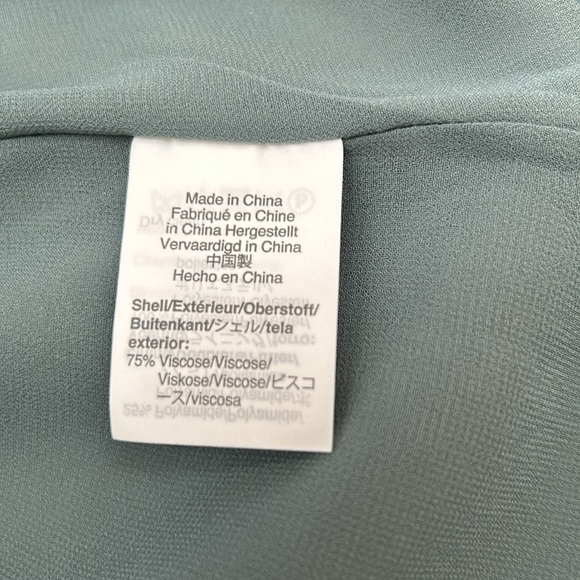 Made in China
Fabriqué en Chine
in China Hergestellt
Vervaardigd in China
中国製
Hecho en China
Shell/Extérieur/Oberstoff/
Buitenkant/シェル/tela
exterior:
75% Viscose/Viscose/
Viskose/Viscose/ビスコ
ース/viscosa